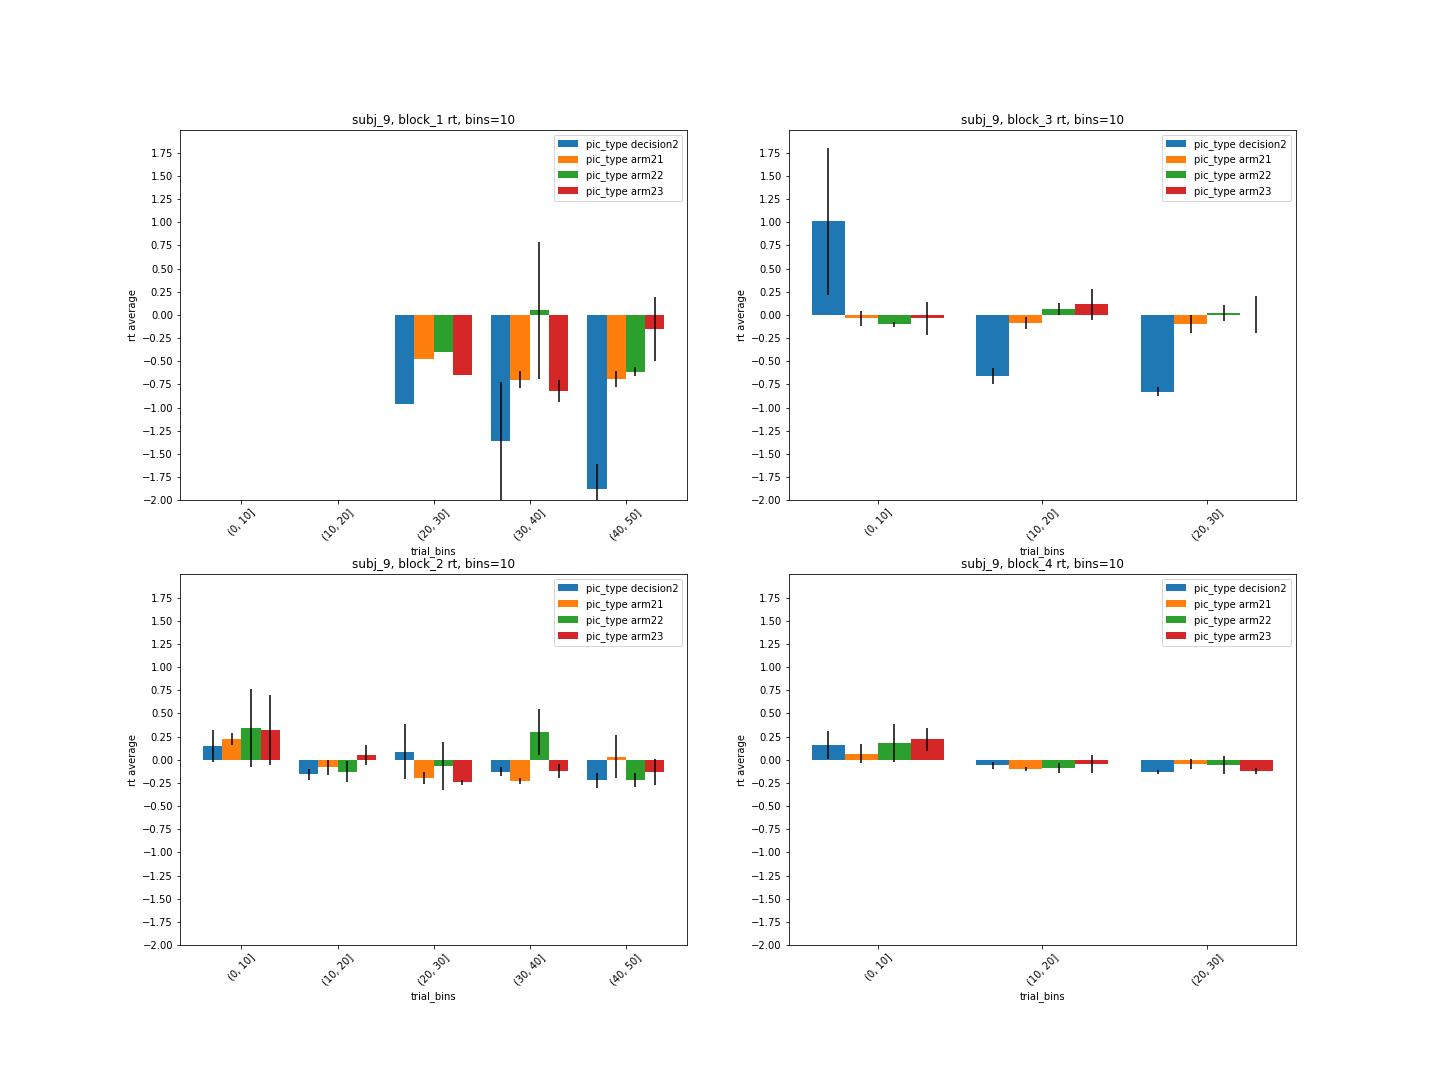 subj_9, block_1 rt, bins=10
pic_type decision2
pic_type arm21
pic_type arm22
pic_type arm23
1.75
1.50
1.25
1.00
0.75
0.50
0.25
0.00
−0.25
−0.50
−0.75
−1.00
−1.25
−1.50
−1.75
−2.00
rt average
(0, 10]
(10, 20]
(20, 30]
(30, 40]
(40, 50]
trial_bins
subj_9, block_3 rt, bins=10
pic_type decision2
pic_type arm21
pic_type arm22
pic_type arm23
1.75
1.50
1.25
1.00
0.75
0.50
0.25
0.00
−0.25
−0.50
−0.75
−1.00
−1.25
−1.50
−1.75
−2.00
rt average
(0, 10]
(10, 20]
(20, 30]
trial_bins
subj_9, block_2 rt, bins=10
pic_type decision2
pic_type arm21
pic_type arm22
pic_type arm23
1.75
1.50
1.25
1.00
0.75
0.50
0.25
0.00
−0.25
−0.50
−0.75
−1.00
−1.25
−1.50
−1.75
−2.00
rt average
(0, 10]
(10, 20]
(20, 30]
(30, 40]
(40, 50]
trial_bins
subj_9, block_4 rt, bins=10
pic_type decision2
pic_type arm21
pic_type arm22
pic_type arm23
1.75
1.50
1.25
1.00
0.75
0.50
0.25
0.00
−0.25
−0.50
−0.75
−1.00
−1.25
−1.50
−1.75
−2.00
rt average
(0, 10]
(10, 20]
(20, 30]
trial_bins